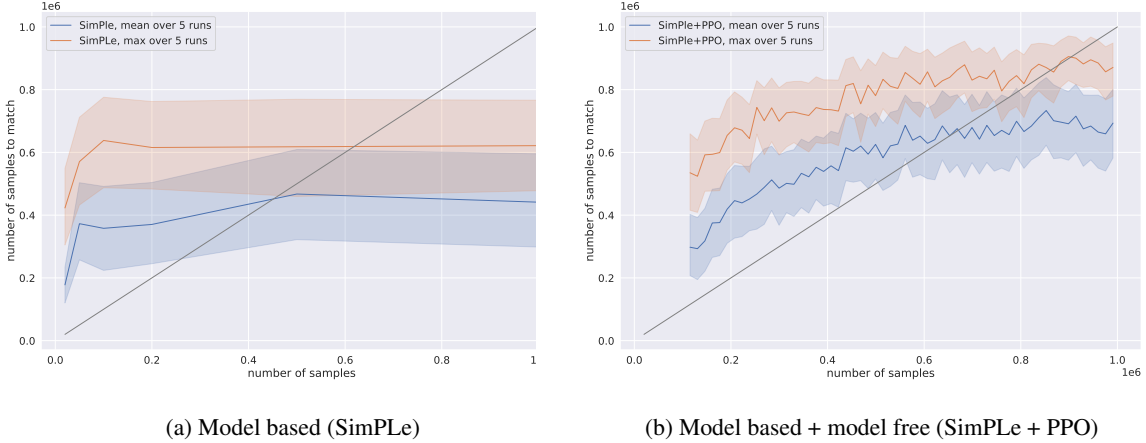 1e6
SimPle, mean over 5 runs
SimPLe, max over 5 runs
1.0
0.8
0.6
0.4
0.2
0.0
number of samples to match
0.0
0.2
0.4
0.6
0.8
1
number of samples
(a) Model based (SimPLe)
1e6
SimPle+PPO, mean over 5 runs
SimPLe+PPO, max over 5 runs
1.0
0.8
0.6
0.4
0.2
0.0
number of samples to match
0.0
0.2
0.4
0.6
0.8
1.0
number of samples
1e6
(b) Model based + model free (SimPLe + PPO)